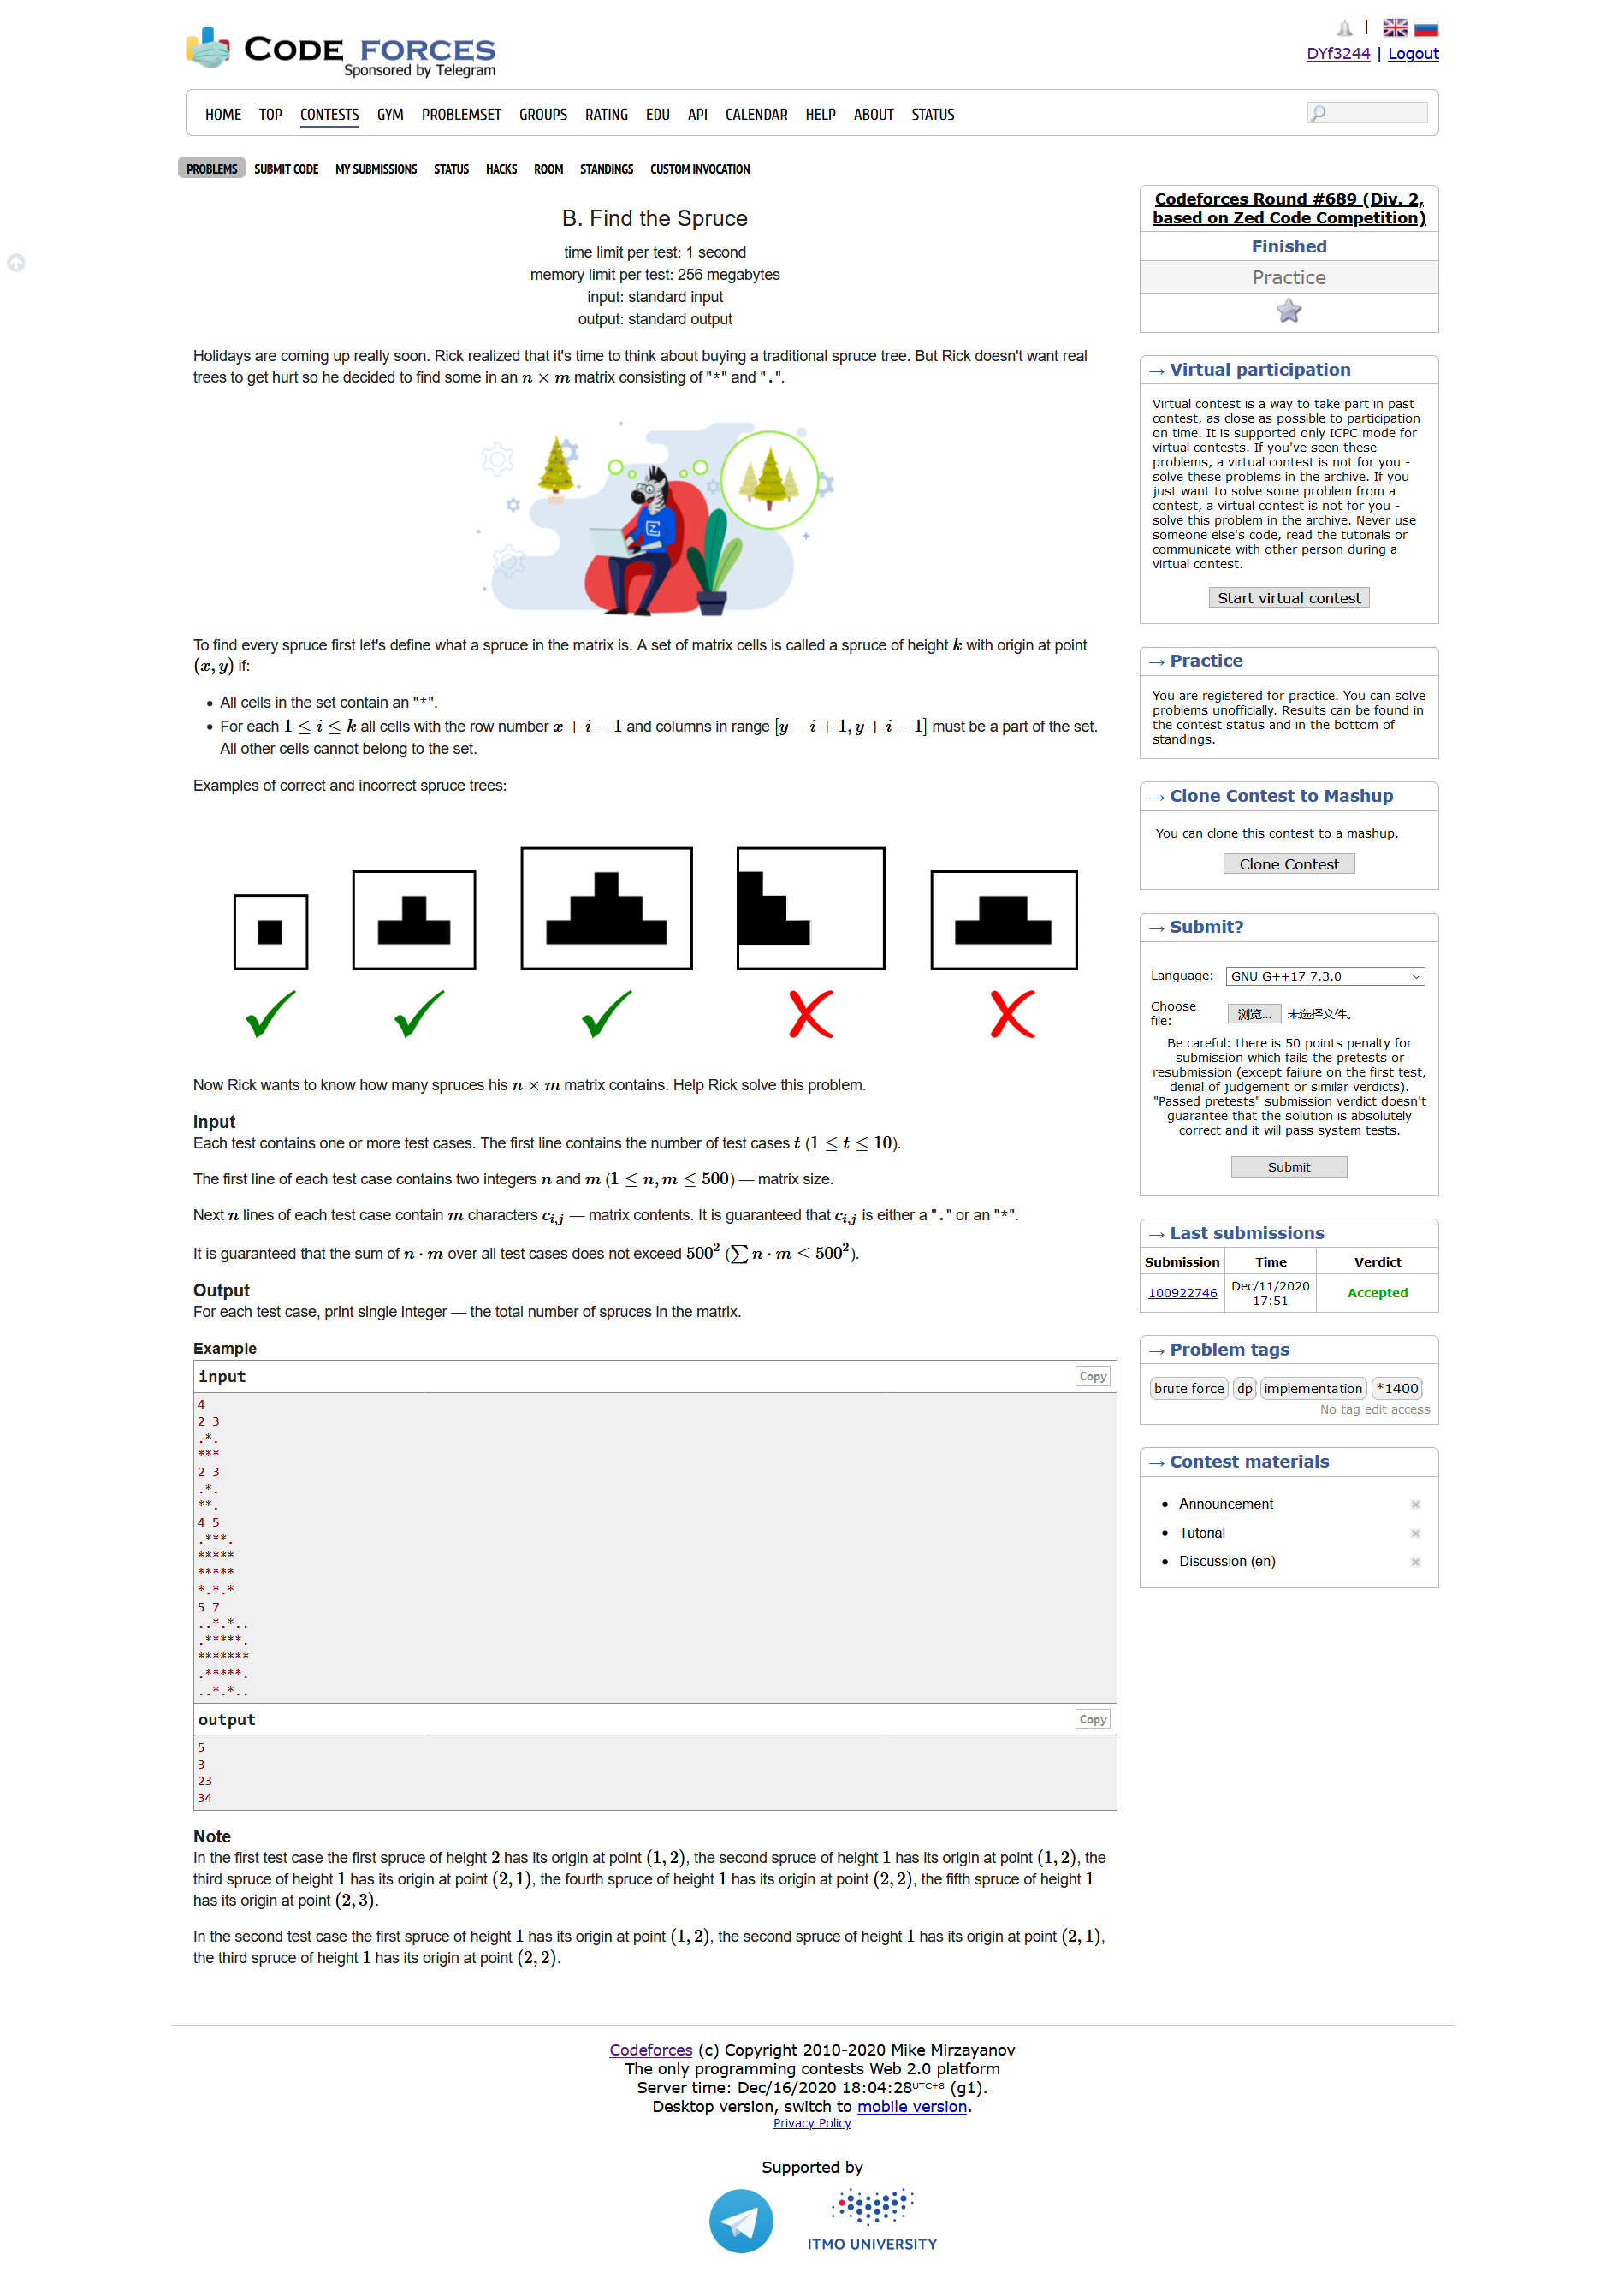 CODE FORCES
Sponsored by Telegram
|
DYf3244 | Logout
HOME TOP CONTESTS GYM PROBLEMSET GROUPS RATING EDU API CALENDAR HELP ABOUT STATUS
PROBLEMS SUBMIT CODE MY SUBMISSIONS STATUS HACKS ROOM STANDINGS CUSTOM INVOCATION
B. Find the Spruce
time limit per test: 1 second
memory limit per test: 256 megabytes
input: standard input
output: standard output
Holidays are coming up really soon. Rick realized that it's time to think about buying a traditional spruce tree. But Rick doesn't want real
trees to get hurt so he decided to find some in an n × m matrix consisting of "*" and ".".
Z
To find every spruce first let's define what a spruce in the matrix is. A set of matrix cells is called a spruce of height k with origin at point
(x, y) if:
• All cells in the set contain an "*".
• For each 1 ≤ i ≤ k all cells with the row number x + i − 1 and columns in range [y − i + 1, y + i − 1] must be a part of the set.
All other cells cannot belong to the set.
Examples of correct and incorrect spruce trees:
Now Rick wants to know how many spruces his n × m matrix contains. Help Rick solve this problem.
Input
Each test contains one or more test cases. The first line contains the number of test cases t (1 ≤ t ≤ 10).
The first line of each test case contains two integers n and m (1 ≤ n, m ≤ 500) — matrix size.
Next n lines of each test case contain m characters c_{i,j} — matrix contents. It is guaranteed that c_{i,j} is either a "." or an "*".
It is guaranteed that the sum of n · m over all test cases does not exceed 500² (∑ n · m ≤ 500²).
Output
For each test case, print single integer — the total number of spruces in the matrix.
Example
input Copy
4
2 3
.*.
***
2 3
.*.
**.
4 5
.***.
*****
*****
*.*.*
5 7
..*.*..
.*****.
*******
.*****.
..*.*..
output Copy
5
3
23
34
Note
In the first test case the first spruce of height 2 has its origin at point (1, 2), the second spruce of height 1 has its origin at point (1, 2), the
third spruce of height 1 has its origin at point (2, 1), the fourth spruce of height 1 has its origin at point (2, 2), the fifth spruce of height 1
has its origin at point (2, 3).
In the second test case the first spruce of height 1 has its origin at point (1, 2), the second spruce of height 1 has its origin at point (2, 1),
the third spruce of height 1 has its origin at point (2, 2).
Codeforces Round #689 (Div. 2,
based on Zed Code Competition)
Finished
Practice
→ Virtual participation
Virtual contest is a way to take part in past
contest, as close as possible to participation
on time. It is supported only ICPC mode for
virtual contests. If you've seen these
problems, a virtual contest is not for you -
solve these problems in the archive. If you
just want to solve some problem from a
contest, a virtual contest is not for you -
solve this problem in the archive. Never use
someone else's code, read the tutorials or
communicate with other person during a
virtual contest.
Start virtual contest
→ Practice
You are registered for practice. You can solve
problems unofficially. Results can be found in
the contest status and in the bottom of
standings.
→ Clone Contest to Mashup
You can clone this contest to a mashup.
Clone Contest
→ Submit?
Language: GNU G++17 7.3.0
Choose
file: 浏览... 未选择文件。
Be careful: there is 50 points penalty for
submission which fails the pretests or
resubmission (except failure on the first test,
denial of judgement or similar verdicts).
"Passed pretests" submission verdict doesn't
guarantee that the solution is absolutely
correct and it will pass system tests.
Submit
→ Last submissions
Submission Time Verdict
100922746 Dec/11/2020
17:51 Accepted
→ Problem tags
brute force dp implementation *1400
No tag edit access
→ Contest materials
• Announcement
• Tutorial
• Discussion (en)
Codeforces (c) Copyright 2010-2020 Mike Mirzayanov
The only programming contests Web 2.0 platform
Server time: Dec/16/2020 18:04:28UTC+8 (g1).
Desktop version, switch to mobile version.
Privacy Policy
Supported by
ITMO UNIVERSITY